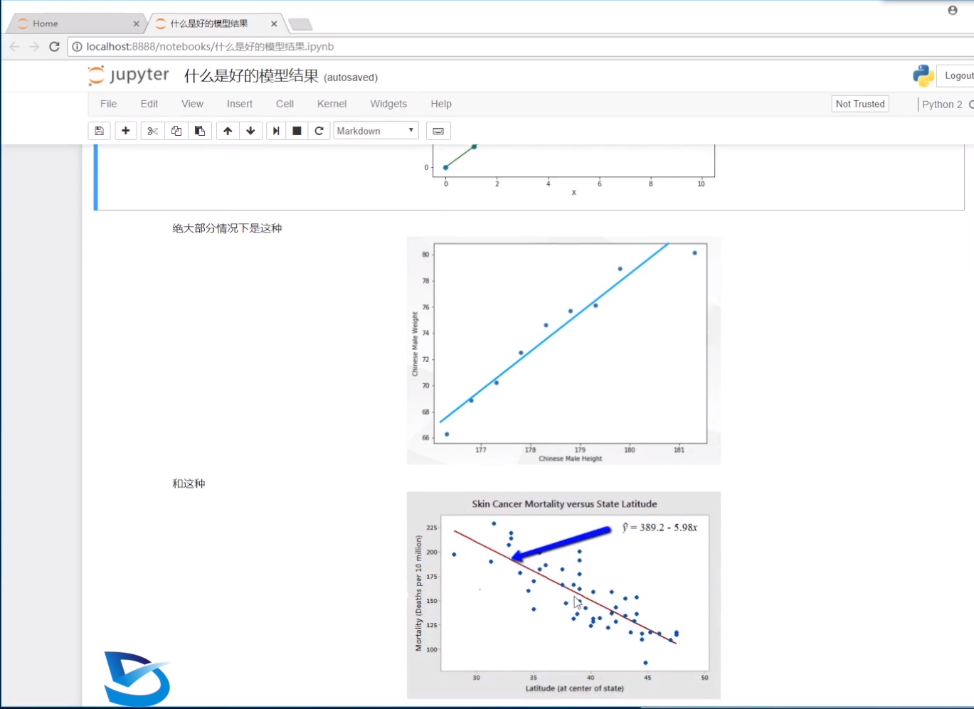 Home
什么是好的模型结果
localhost:8888/notebooks/什么是好的模型结果.ipynb
jupyter 什么是好的模型结果 (autosaved)
Logout
File Edit View Insert Cell Kernel Widgets Help
Not Trusted
Python 2
Markdown
0
0 2 4 6 8 10
x
绝大部分情况下是这种
80
78
76
74
72
70
68
66
Chinese Male Weight
177 178 179 180 181
Chinese Male Height
和这种
Skin Cancer Mortality versus State Latitude
ŷ = 389.2 - 5.98x
225
200
175
150
125
100
Mortality (Deaths per 10 million)
30 35 40 45 50
Latitude (at center of state)